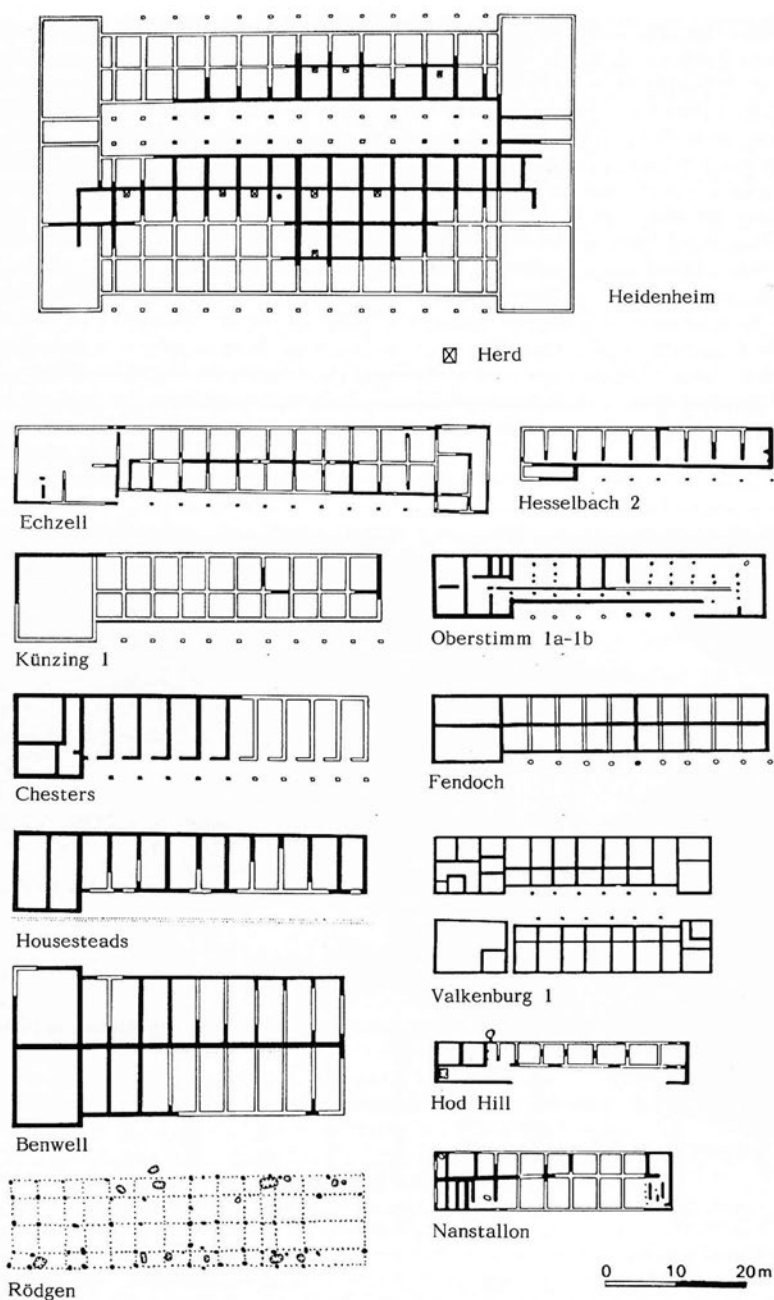 Heidenheim
Herd
Echzell
Hesselbach 2
Künzing 1
Oberstimm 1a-1b
Chesters
Fendoch
Housesteads
Valkenburg 1
Benwell
Hod Hill
Nanstallon
Rödgen
0 10 20 m